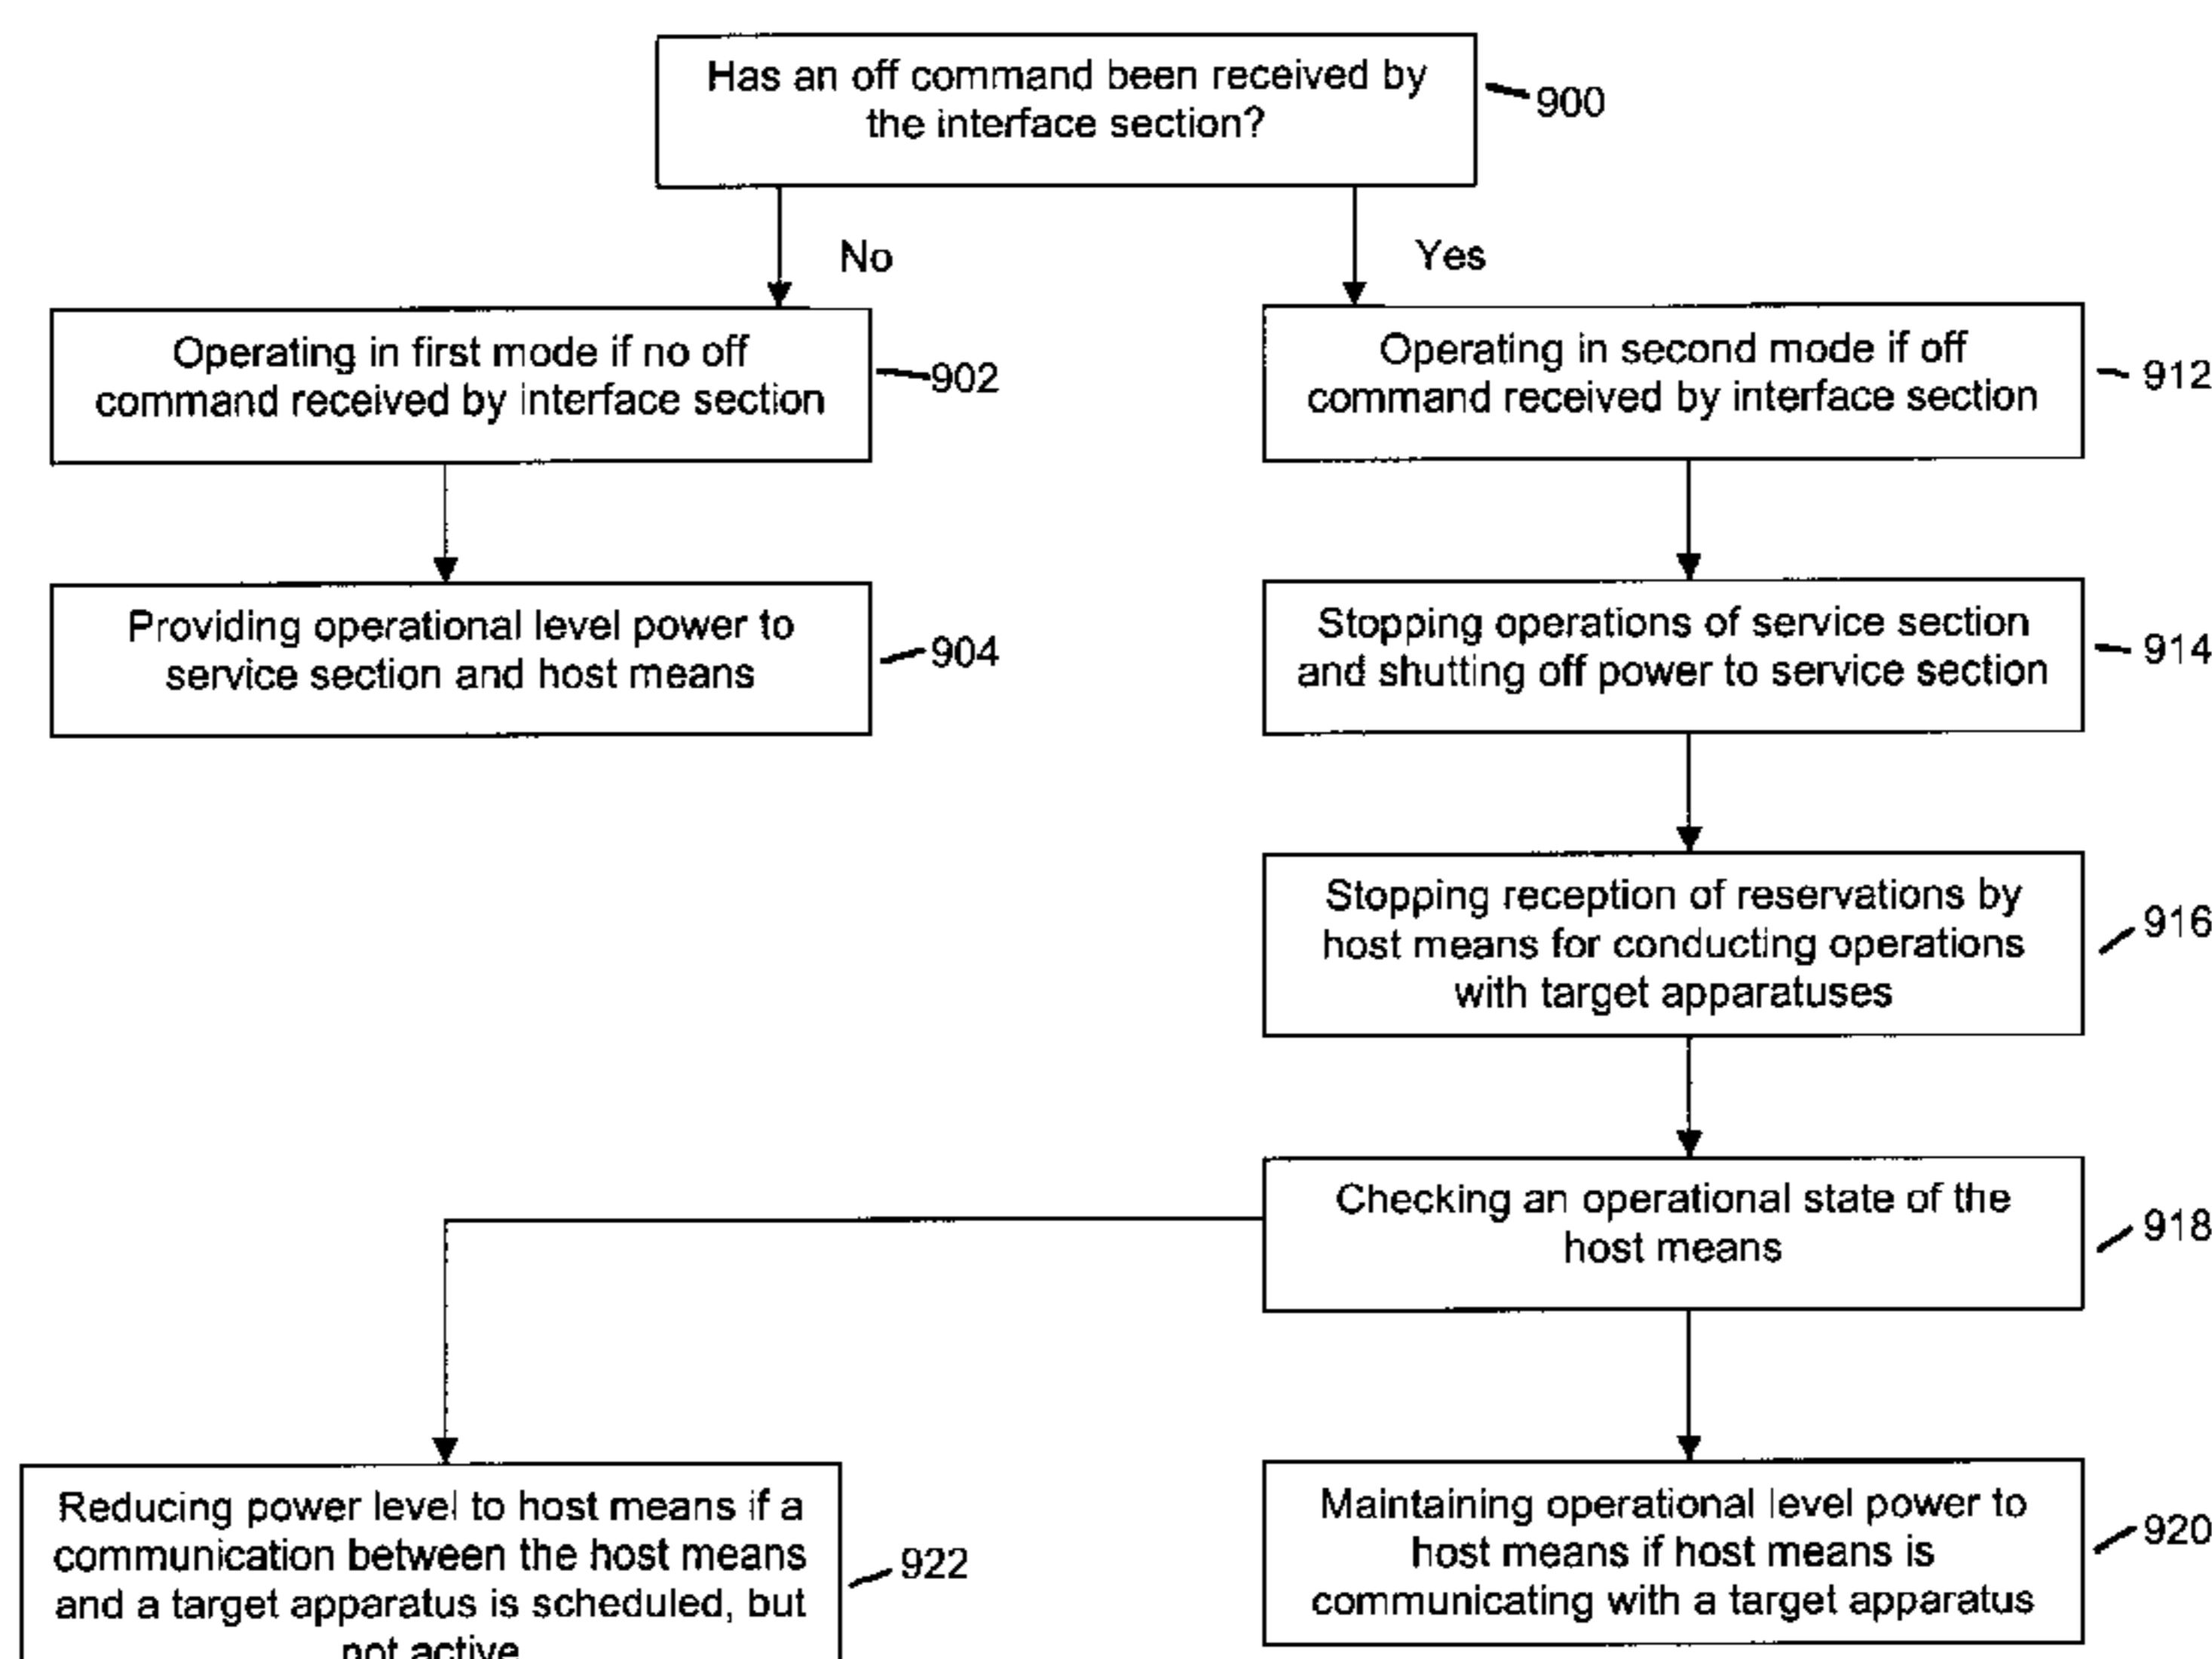 Has an off command been received by
the interface section?
900
No
Yes
Operating in first mode if no off
command received by interface section
902
Operating in second mode if off
command received by interface section
912
Providing operational level power to
service section and host means
904
Stopping operations of service section
and shutting off power to service section
914
Stopping reception of reservations by
host means for conducting operations
with target apparatuses
916
Checking an operational state of the
host means
918
Reducing power level to host means if a
communication between the host means
and a target apparatus is scheduled, but
not active
922
Maintaining operational level power to
host means if host means is
communicating with a target apparatus
920